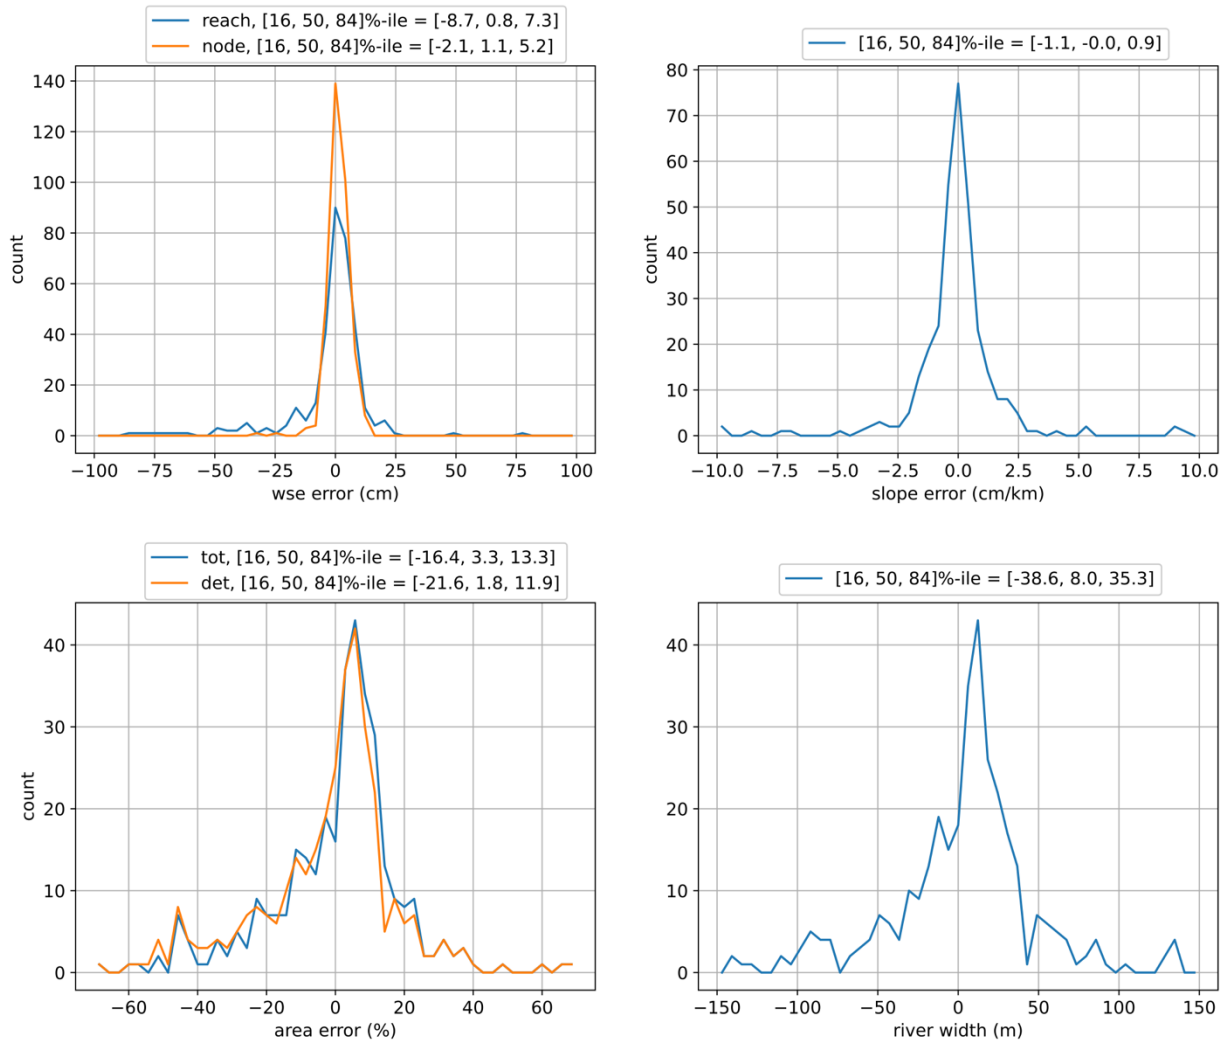 reach, [16, 50, 84]%-ile = [-8.7, 0.8, 7.3]
node, [16, 50, 84]%-ile = [-2.1, 1.1, 5.2]
140
120
100
80
60
40
20
0
count
−100 −75 −50 −25 0 25 50 75 100
wse error (cm)
[16, 50, 84]%-ile = [-1.1, -0.0, 0.9]
80
70
60
50
40
30
20
10
0
count
−10.0 −7.5 −5.0 −2.5 0.0 2.5 5.0 7.5 10.0
slope error (cm/km)
tot, [16, 50, 84]%-ile = [-16.4, 3.3, 13.3]
det, [16, 50, 84]%-ile = [-21.6, 1.8, 11.9]
40
30
20
10
0
count
−60 −40 −20 0 20 40 60
area error (%)
[16, 50, 84]%-ile = [-38.6, 8.0, 35.3]
40
30
20
10
0
−150 −100 −50 0 50 100 150
river width (m)